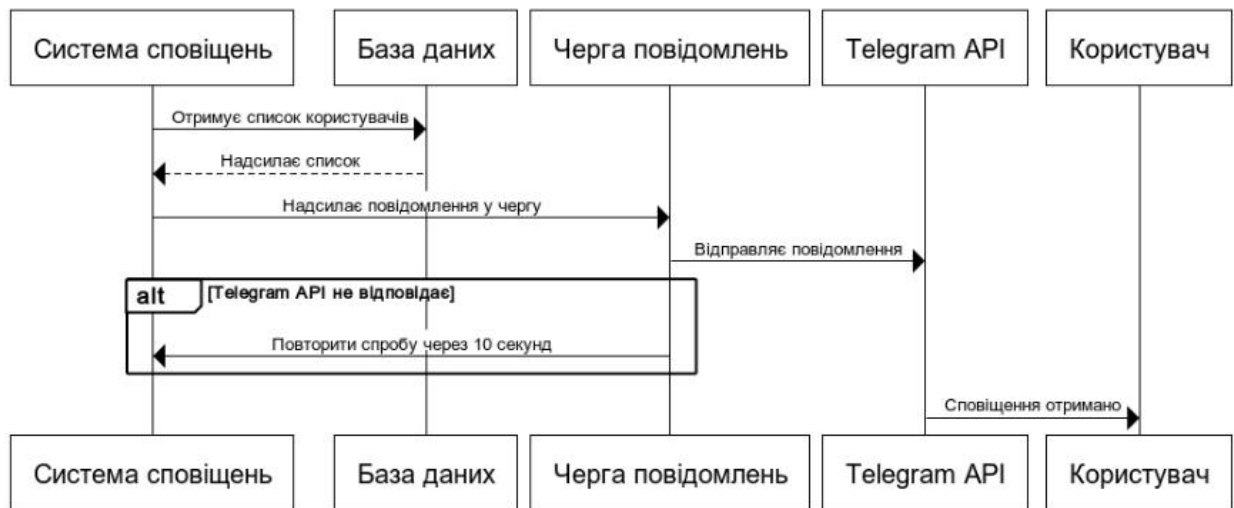 Система сповіщень
База даних
Черга повідомлень
Telegram API
Користувач
Отримує список користувачів
Надсилає список
Надсилає повідомлення у чергу
Відправляє повідомлення
alt [Telegram API не відповідає]
Повторити спробу через 10 секунд
Сповіщення отримано
Система сповіщень
База даних
Черга повідомлень
Telegram API
Користувач